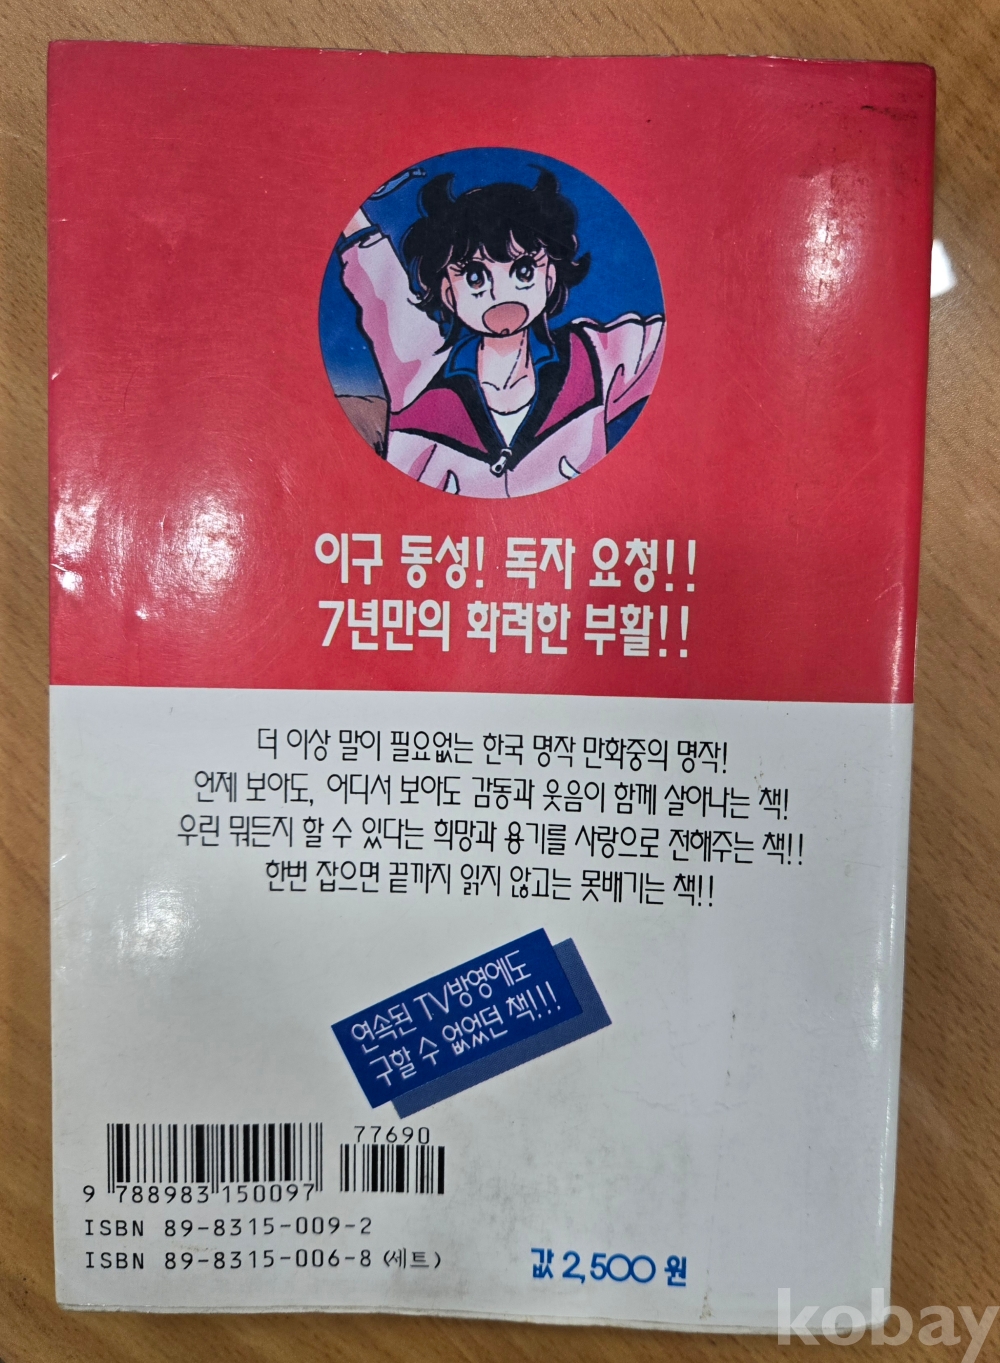 이구 동성! 독자 요청!!
7년만의 화려한 부활!!
더 이상 말이 필요없는 한국 명작 만화중의 명작!
언제 보아도, 어디서 보아도 감동과 웃음이 함께 살아나는 책!
우린 뭐든지 할 수 있다는 희망과 용기를 사랑으로 전해주는 책!!
한번 잡으면 끝까지 읽지 않고는 못배기는 책!!
연속된 TV방영에도
구할 수 없었던 책!!!
77690
9 788983 150097
ISBN 89-8315-009-2
ISBN 89-8315-006-8 (세트)
값 2,500 원
kobay